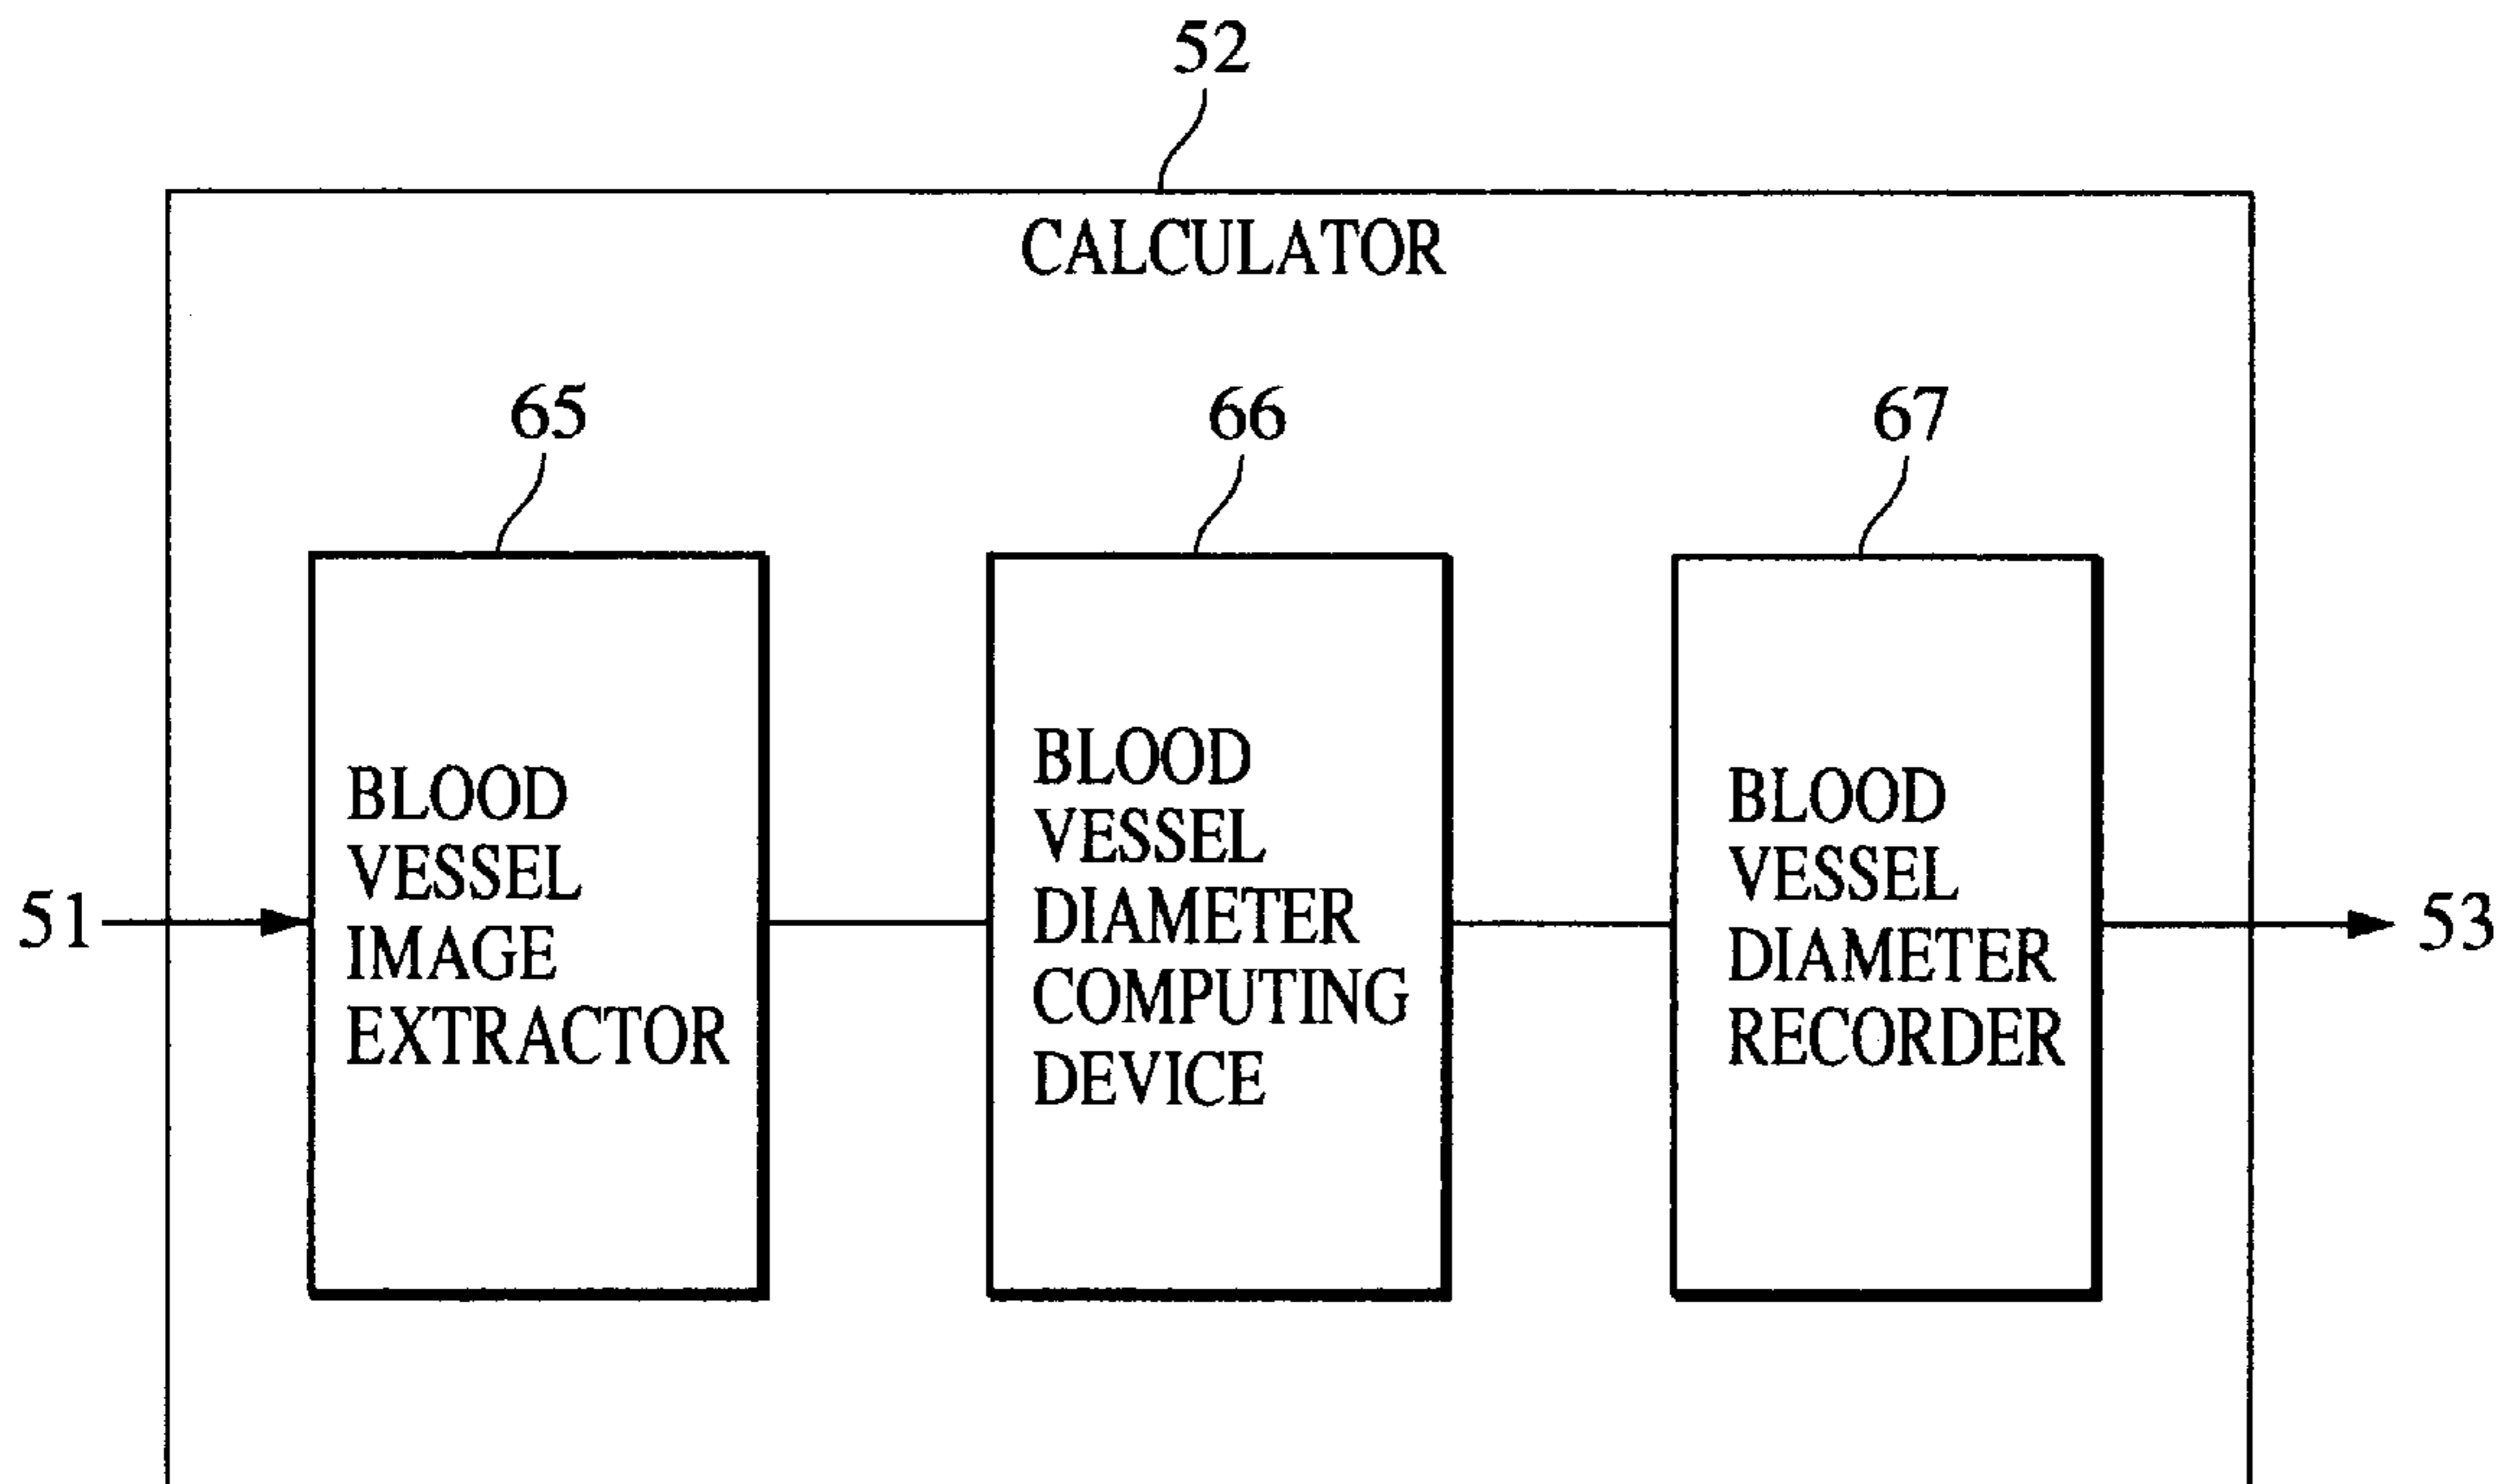 52
CALCULATOR
65
66
67
BLOOD
VESSEL
IMAGE
EXTRACTOR
BLOOD
VESSEL
DIAMETER
COMPUTING
DEVICE
BLOOD
VESSEL
DIAMETER
RECORDER
51
53